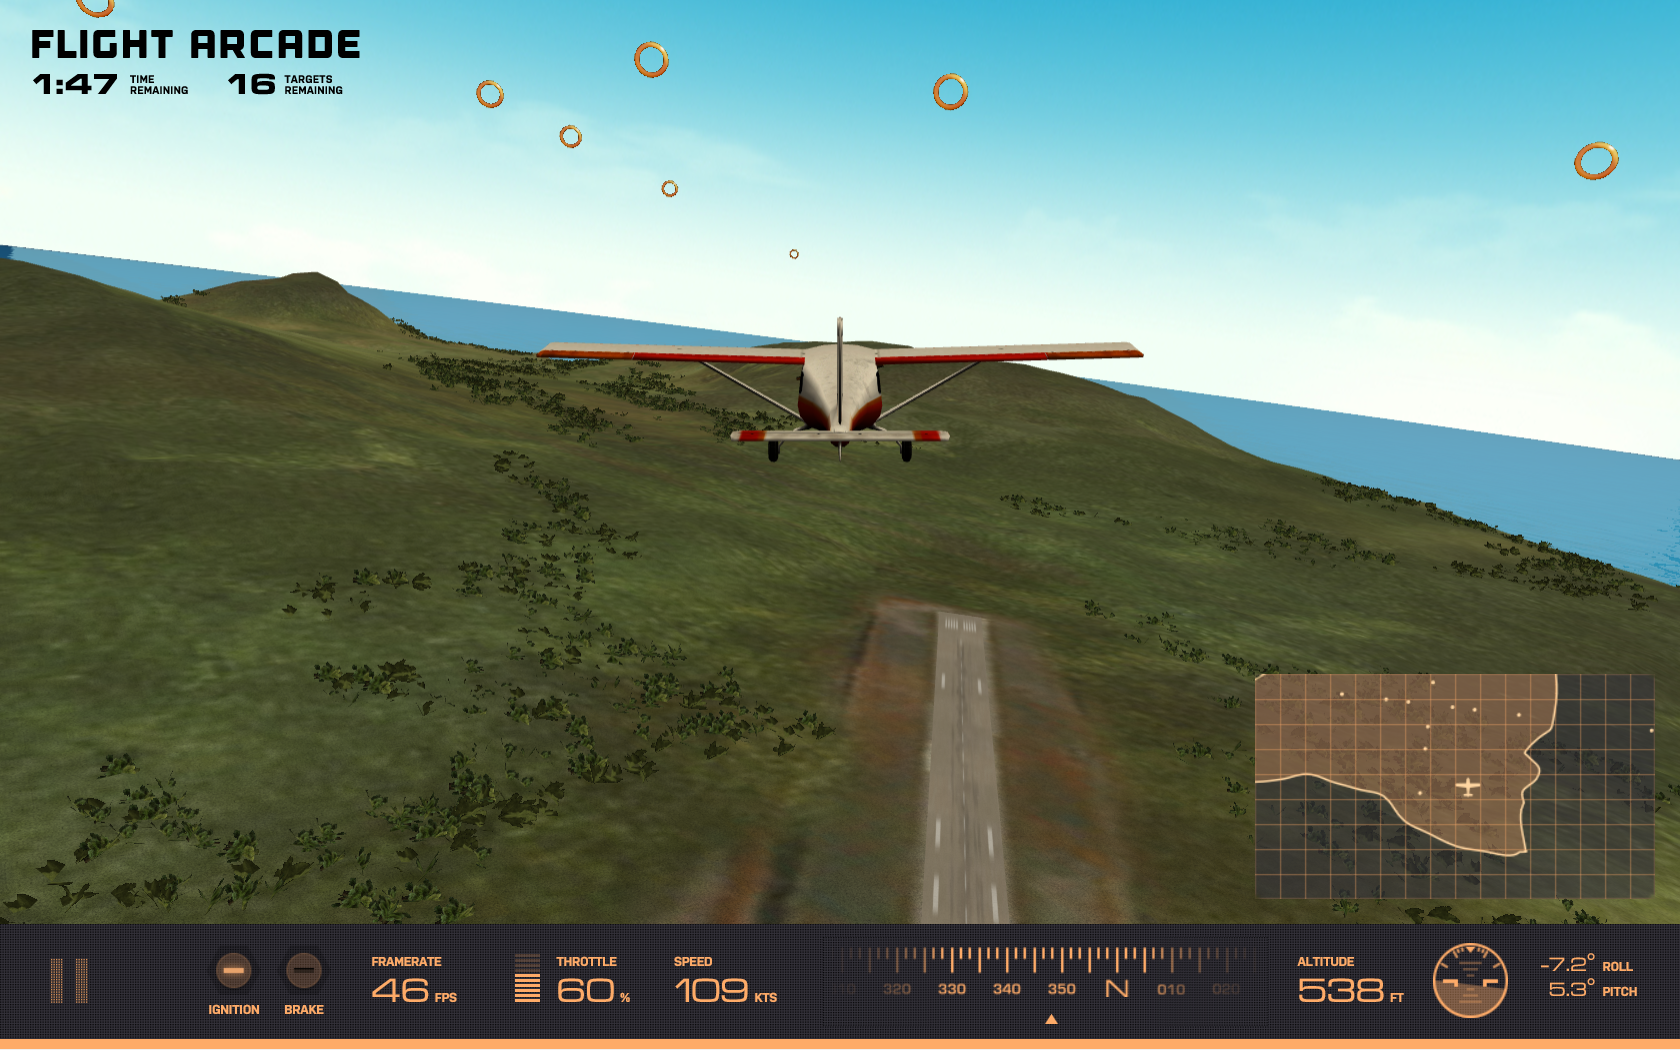 FLIGHT ARCADE
1:47 TIME REMAINING 16 TARGETS REMAINING
IGNITION BRAKE
FRAMERATE
46 FPS
THROTTLE
60 %
SPEED
109 KTS
320 330 340 350 N 010 020
ALTITUDE
538 FT
-7.2° ROLL
5.3° PITCH